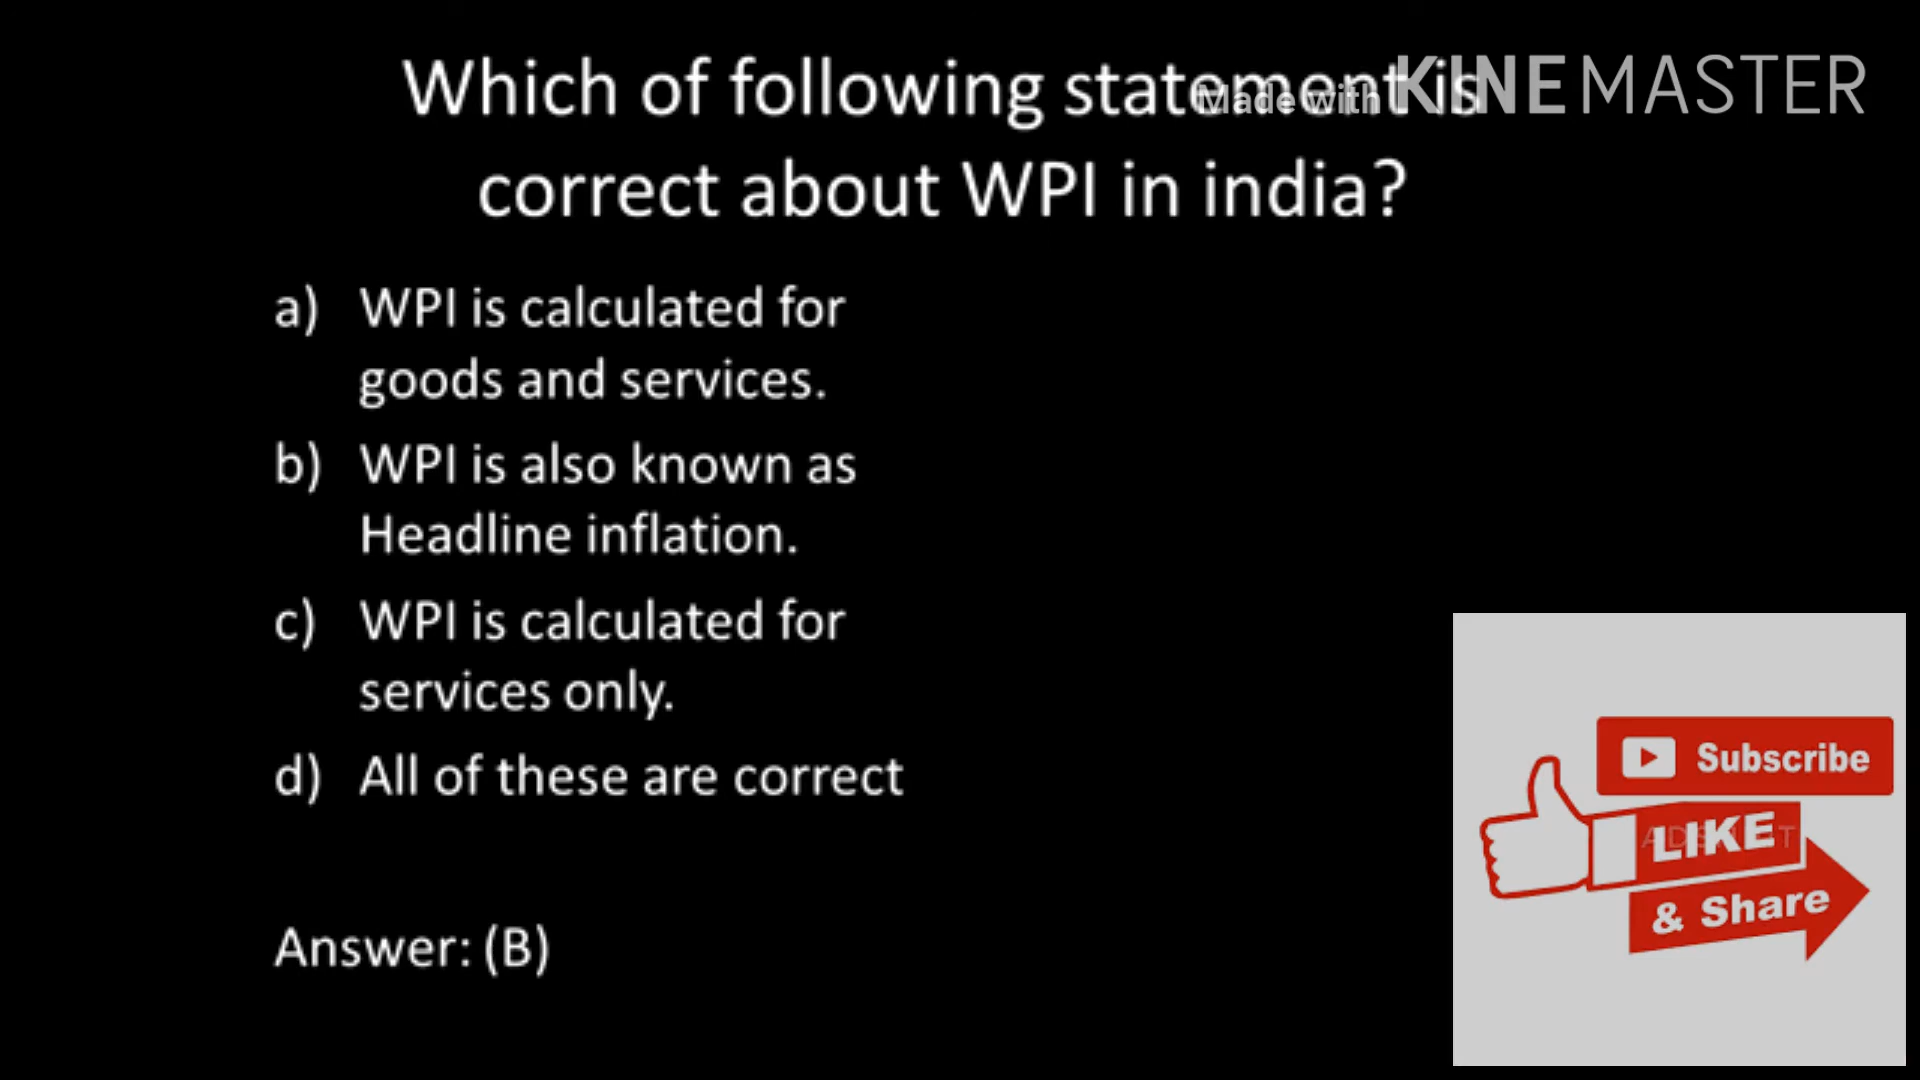 Which of following statement is
Made with KINEMASTER
correct about WPI in india?
a) WPI is calculated for
goods and services.
b) WPI is also known as
Headline inflation.
c) WPI is calculated for
services only.
d) All of these are correct
Answer: (B)
Subscribe
LIKE
& Share